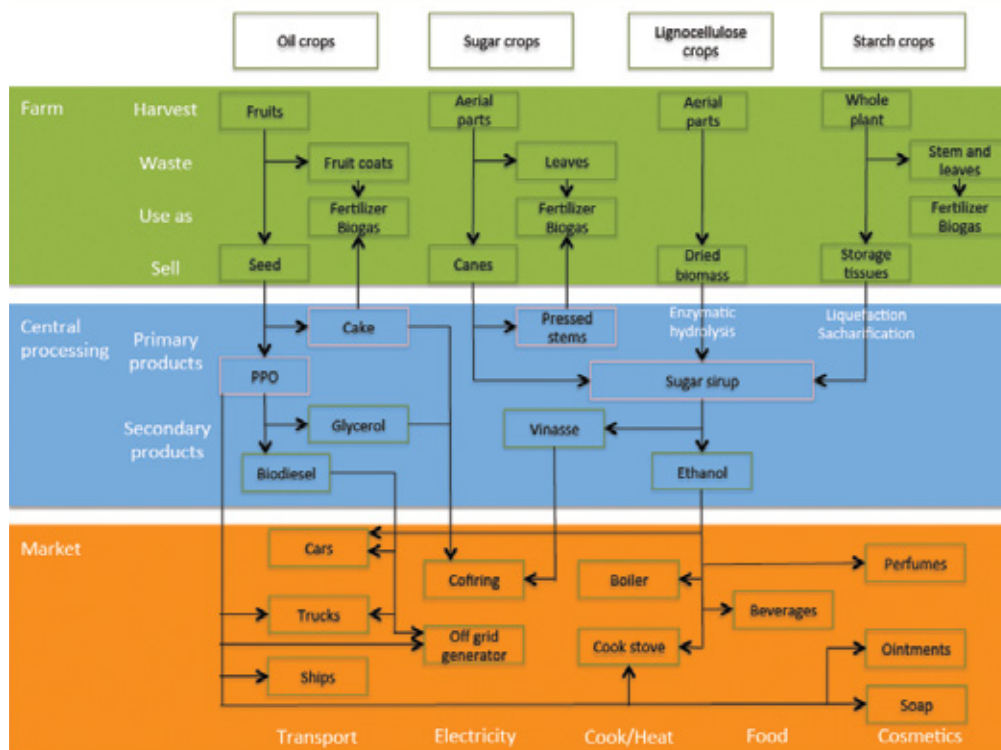 Oil crops
Sugar crops
Lignocellulose
crops
Starch crops
Farm
Harvest
Fruits
Aerial
parts
Aerial
parts
Whole
plant
Waste
Fruit coats
Leaves
Stem and
leaves
Use as
Fertilizer
Biogas
Fertilizer
Biogas
Fertilizer
Biogas
Sell
Seed
Canes
Dried
biomass
Storage
tissues
Central
processing
Primary
products
Cake
Pressed
stems
Enzymatic
hydrolysis
Liquefaction
Sacharification
PPO
Sugar sirup
Secondary
products
Glycerol
Vinasse
Biodiesel
Ethanol
Market
Cars
Cofiring
Boiler
Perfumes
Trucks
Off grid
generator
Cook stove
Beverages
Ointments
Ships
Soap
Transport
Electricity
Cook/Heat
Food
Cosmetics